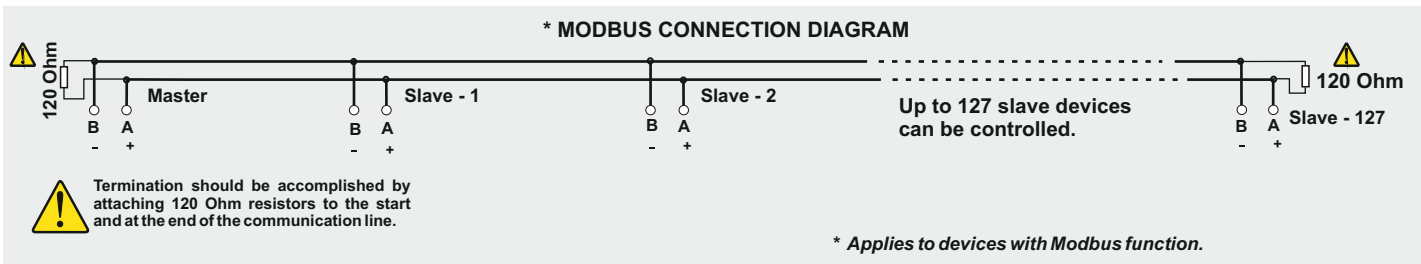 * MODBUS CONNECTION DIAGRAM
120 Ohm
Master
B A
- +
Slave - 1
B A
- +
Slave - 2
B A
- +
Up to 127 slave devices
can be controlled.
120 Ohm
Slave - 127
B A
- +
Termination should be accomplished by
attaching 120 Ohm resistors to the start
and at the end of the communication line.
* Applies to devices with Modbus function.